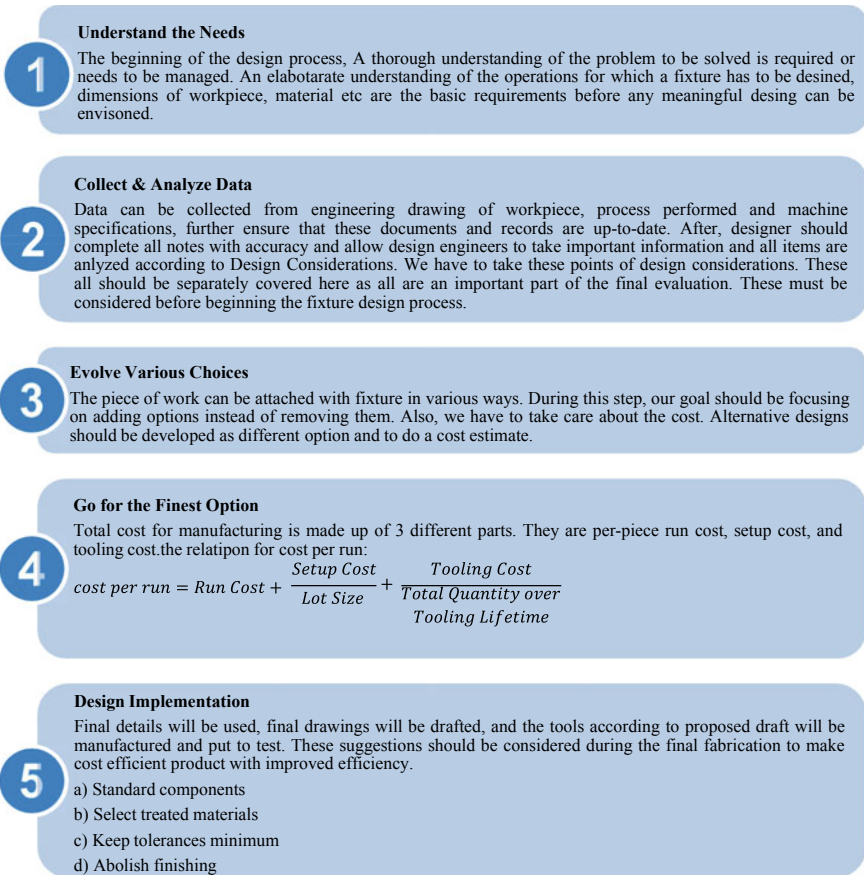 1
Understand the Needs
The beginning of the design process, A thorough understanding of the problem to be solved is required or
needs to be managed. An elabotarate understanding of the operations for which a fixture has to be desined,
dimensions of workpiece, material etc are the basic requirements before any meaningful desing can be
envisoned.
2
Collect & Analyze Data
Data can be collected from engineering drawing of workpiece, process performed and machine
specifications, further ensure that these documents and records are up-to-date. After, designer should
complete all notes with accuracy and allow design engineers to take important information and all items are
anlyzed according to Design Considerations. We have to take these points of design considerations. These
all should be separately covered here as all are an important part of the final evaluation. These must be
considered before beginning the fixture design process.
3
Evolve Various Choices
The piece of work can be attached with fixture in various ways. During this step, our goal should be focusing
on adding options instead of removing them. Also, we have to take care about the cost. Alternative designs
should be developed as different option and to do a cost estimate.
4
Go for the Finest Option
Total cost for manufacturing is made up of 3 different parts. They are per-piece run cost, setup cost, and
tooling cost.the relatipon for cost per run:
cost per run = Run Cost + Setup Cost / Lot Size + Tooling Cost / Total Quantity over
Tooling Lifetime
5
Design Implementation
Final details will be used, final drawings will be drafted, and the tools according to proposed draft will be
manufactured and put to test. These suggestions should be considered during the final fabrication to make
cost efficient product with improved efficiency.
a) Standard components
b) Select treated materials
c) Keep tolerances minimum
d) Abolish finishing